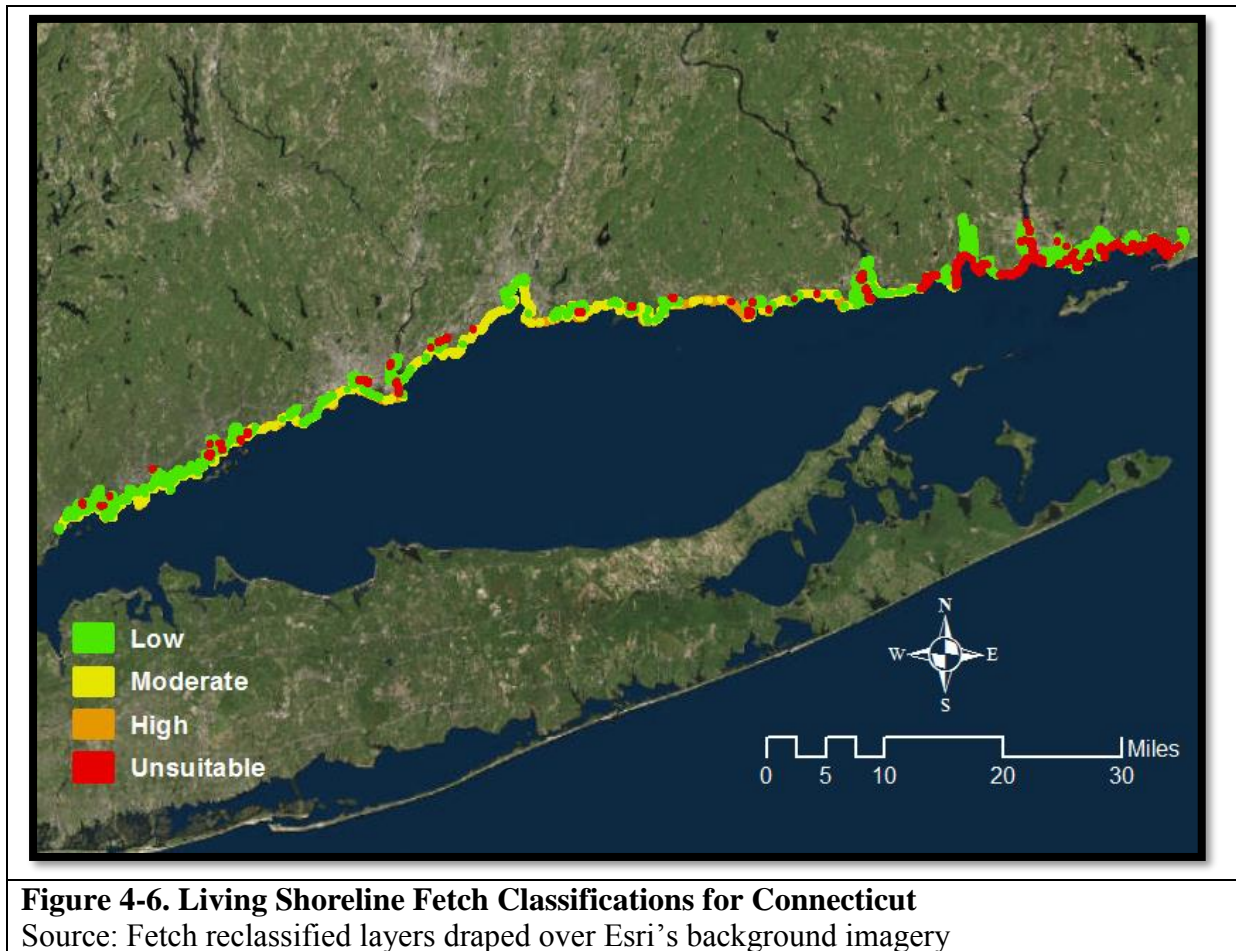 Low
Moderate
High
Unsuitable
N
W E
S
Miles
0 5 10 20 30
Figure 4-6. Living Shoreline Fetch Classifications for Connecticut
Source: Fetch reclassified layers draped over Esri's background imagery